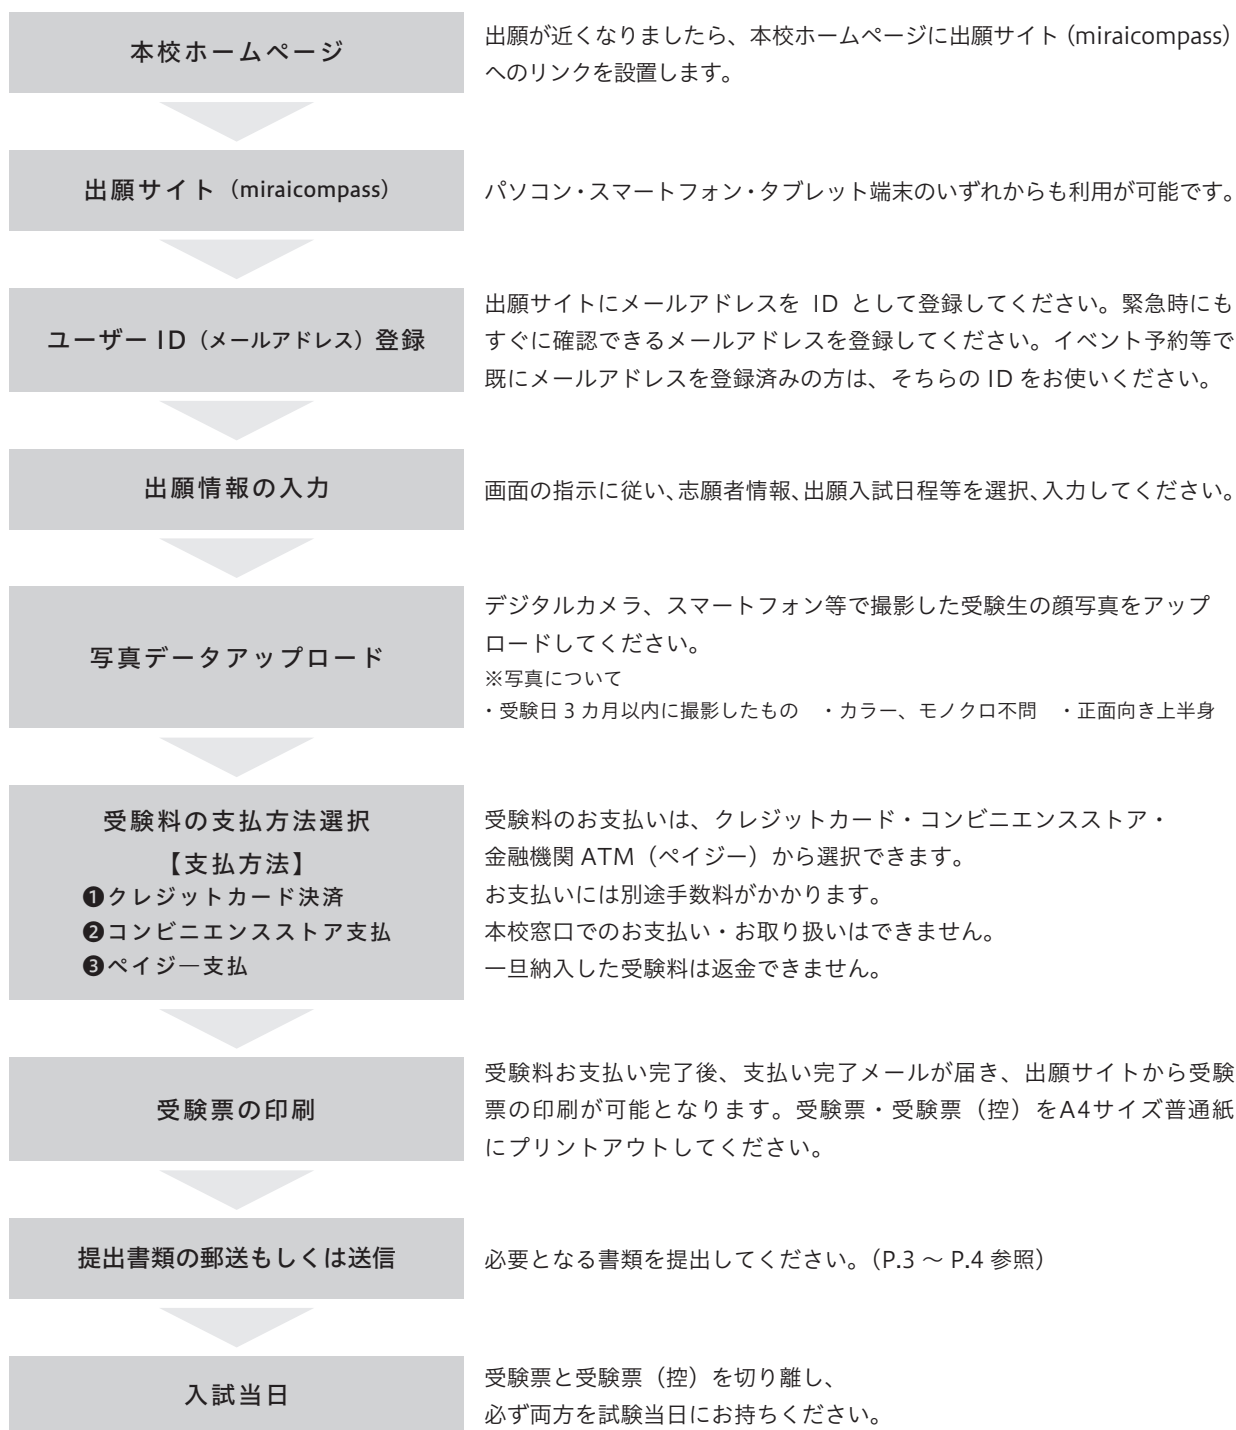 本校ホームページ
出願が近くなりましたら、本校ホームページに出願サイト（miraicompass）
へのリンクを設置します。
出願サイト（miraicompass）
パソコン・スマートフォン・タブレット端末のいずれからも利用が可能です。
ユーザー ID（メールアドレス）登録
出願サイトにメールアドレスを ID として登録してください。緊急時にも
すぐに確認できるメールアドレスを登録してください。イベント予約等で
既にメールアドレスを登録済みの方は、そちらの ID をお使いください。
出願情報の入力
画面の指示に従い、志願者情報、出願入試日程等を選択、入力してください。
写真データアップロード
デジタルカメラ、スマートフォン等で撮影した受験生の顔写真をアップ
ロードしてください。
※写真について
・受験日 3 カ月以内に撮影したもの　・カラー、モノクロ不問　・正面向き上半身
受験料の支払方法選択
【支払方法】
❶クレジットカード決済
❷コンビニエンスストア支払
❸ペイジ―支払
受験料のお支払いは、クレジットカード・コンビニエンスストア・
金融機関 ATM（ペイジー）から選択できます。
お支払いには別途手数料がかかります。
本校窓口でのお支払い・お取り扱いはできません。
一旦納入した受験料は返金できません。
受験票の印刷
受験料お支払い完了後、支払い完了メールが届き、出願サイトから受験
票の印刷が可能となります。受験票・受験票（控）をA4サイズ普通紙
にプリントアウトしてください。
提出書類の郵送もしくは送信
必要となる書類を提出してください。（P.3 ～ P.4 参照）
入試当日
受験票と受験票（控）を切り離し、
必ず両方を試験当日にお持ちください。